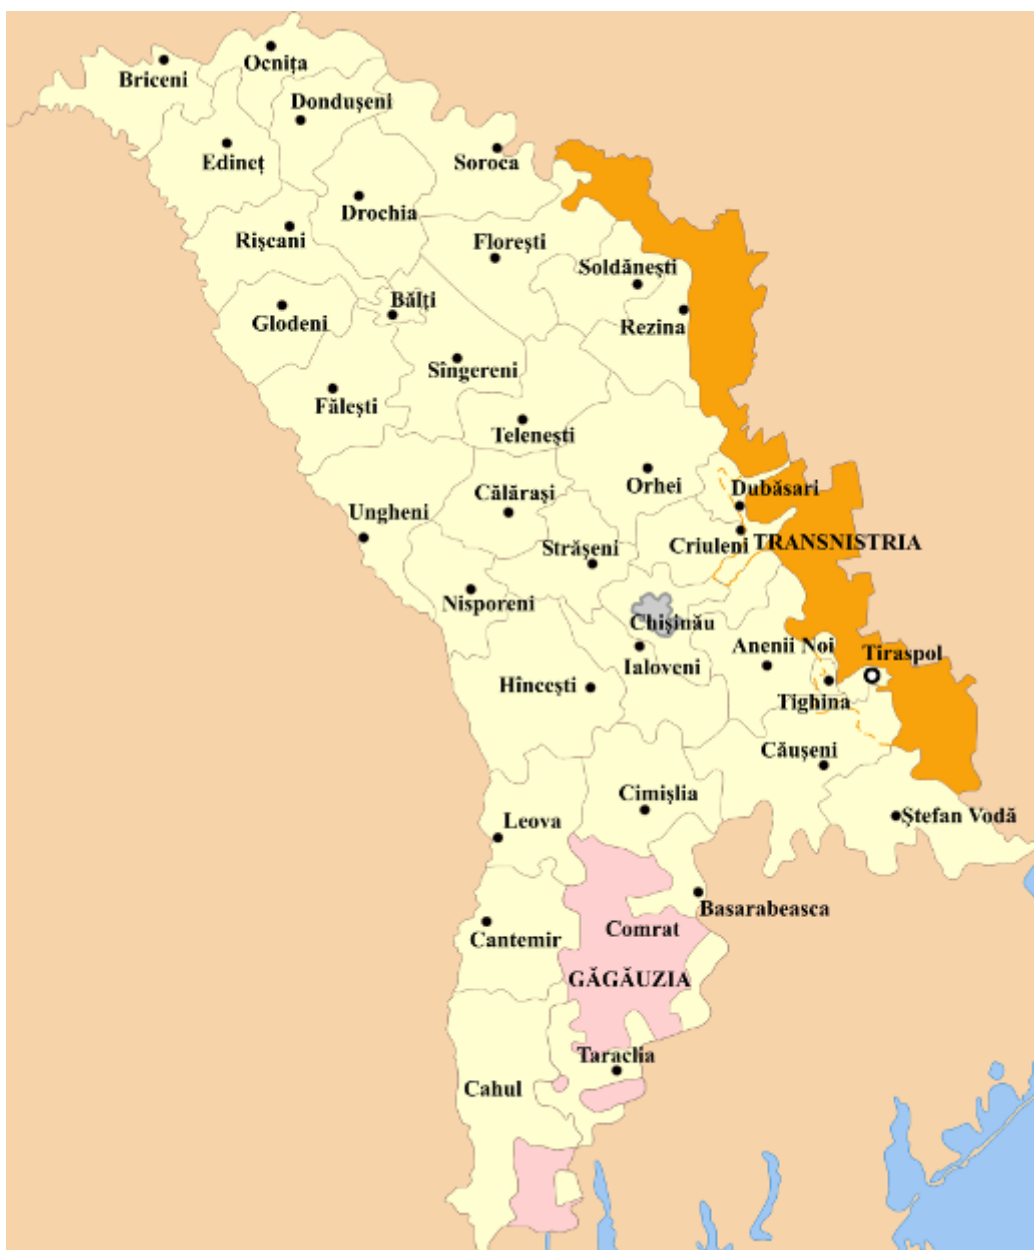 Ocnița
Briceni
Dondușeni
Edineț
Soroca
Drochia
Rișcani
Florești
Soldănești
Bălți
Glodeni
Rezina
Sîngereni
Fălești
Telenești
Orhei
Dubăsari
Călărași
Ungheni
Criuleni
TRANSNISTRIA
Strășeni
Nisporeni
Chișinău
Anenii Noi
Ialoveni
Tiraspol
Hîncești
Tighina
Căușeni
Cimișlia
Leova
Ștefan Vodă
Basarabeasca
Comrat
Cantemir
GĂGĂUZIA
Taraclia
Cahul